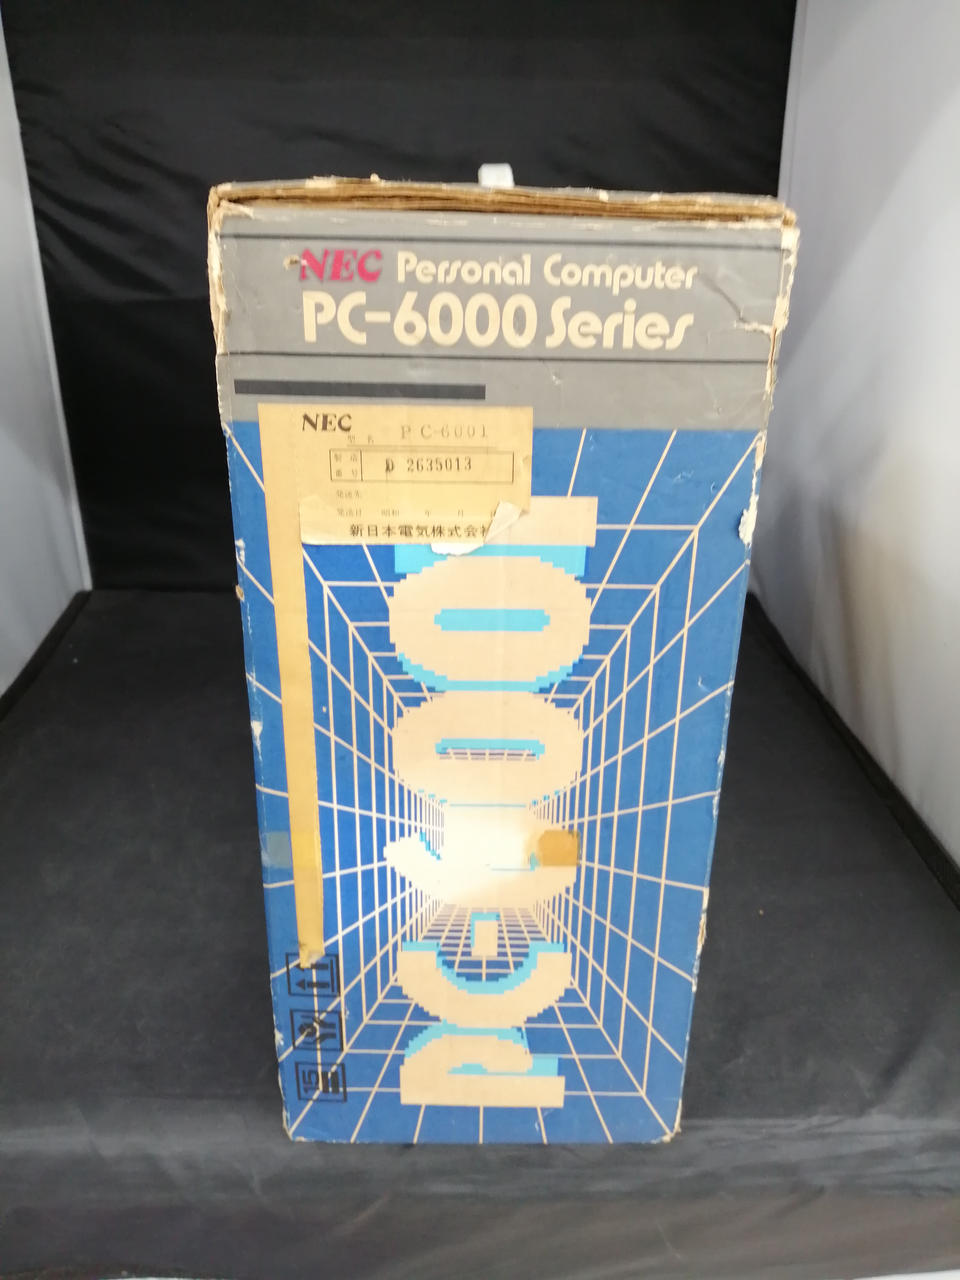 NEC Personal Computer
PC-6000 Series
NEC
型名 PC-6001
製造番号 D 2635013
発送先
発送日 昭和 年 月
新日本電気株式会社
PC-6001
15